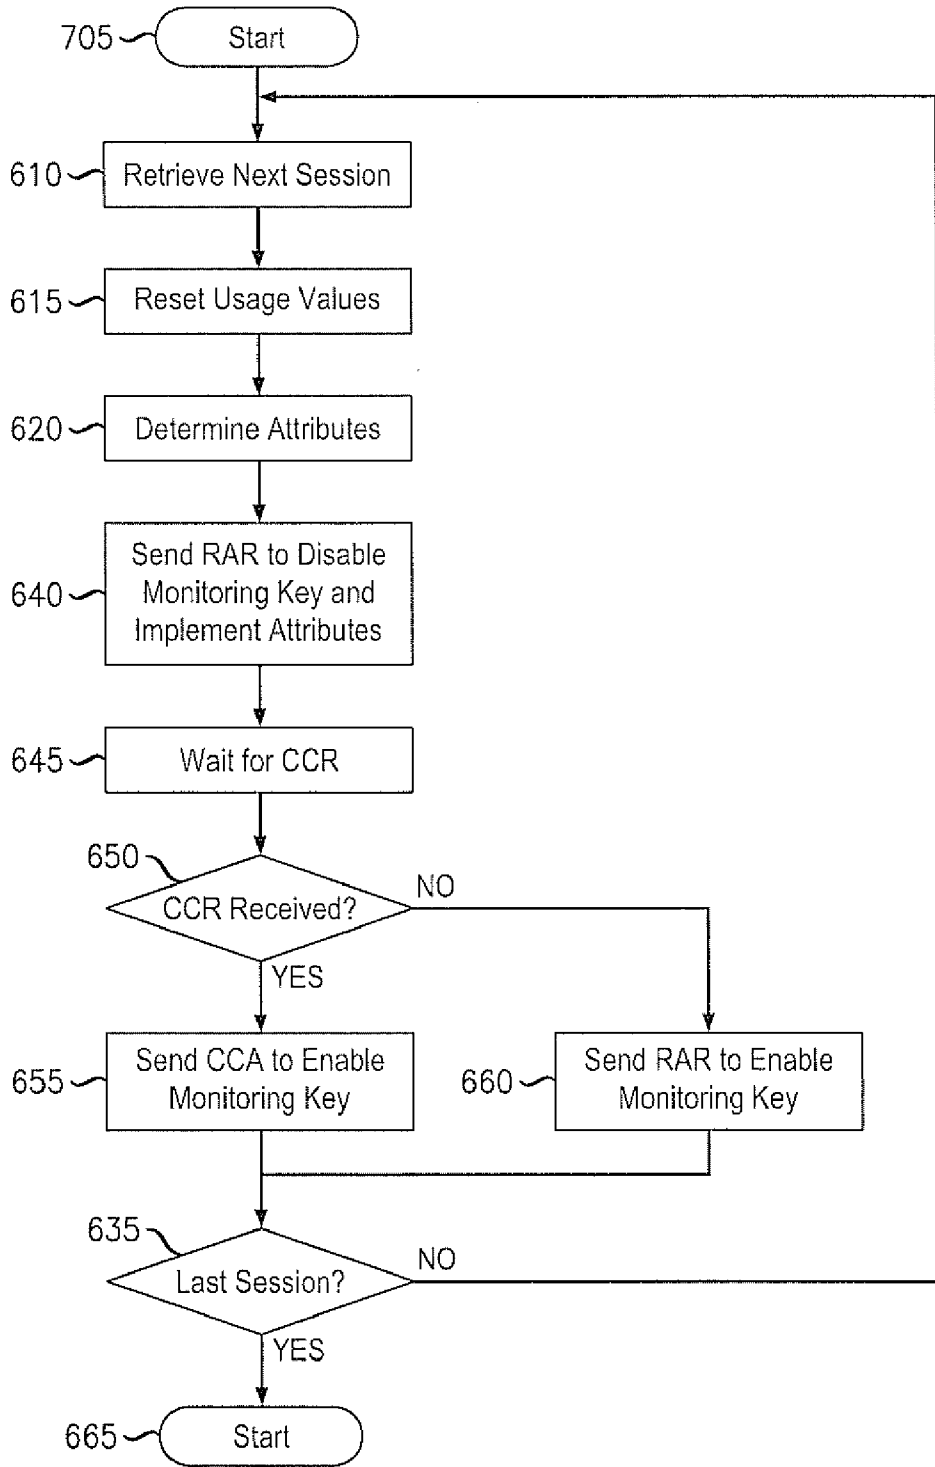 705
Start
610
Retrieve Next Session
615
Reset Usage Values
620
Determine Attributes
640
Send RAR to Disable
Monitoring Key and
Implement Attributes
645
Wait for CCR
650
CCR Received?
NO
YES
655
Send CCA to Enable
Monitoring Key
660
Send RAR to Enable
Monitoring Key
635
Last Session?
NO
YES
665
Start